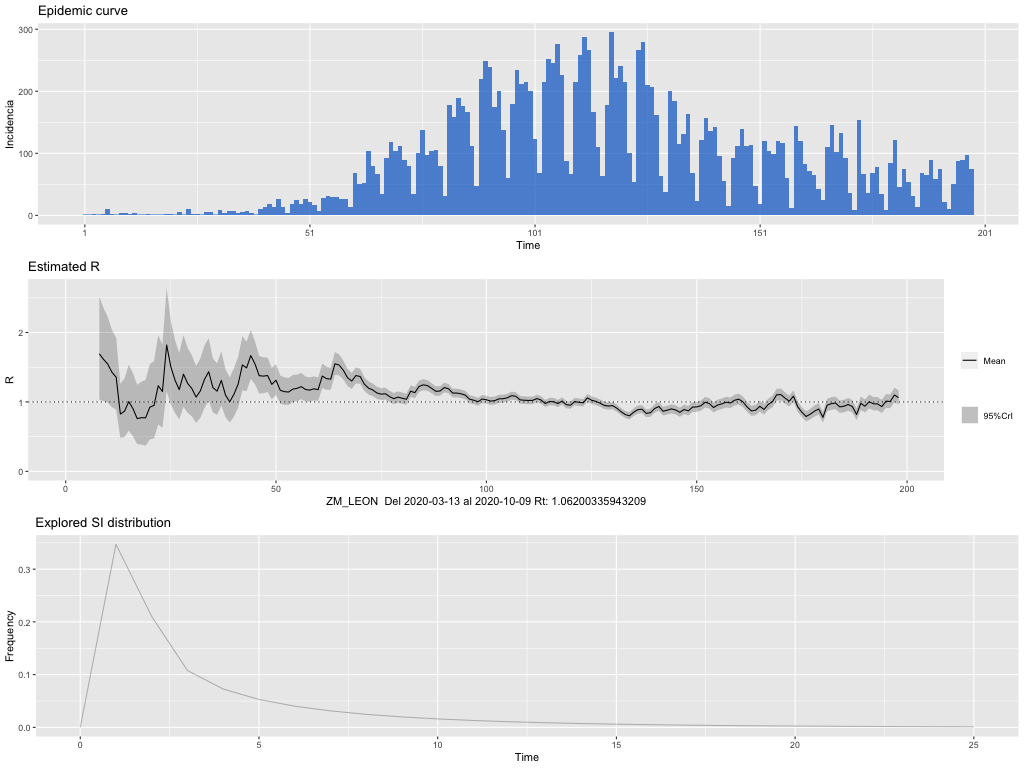 Epidemic curve
300
200
100
0
Incidencia
1 51 101 151 201
Time
Estimated R
2
1
0
R
Mean
95%CrI
0 50 100 150 200
ZM_LEON Del 2020-03-13 al 2020-10-09 Rt: 1.06200335943209
Explored SI distribution
0.3
0.2
0.1
0.0
Frequency
0 5 10 15 20 25
Time